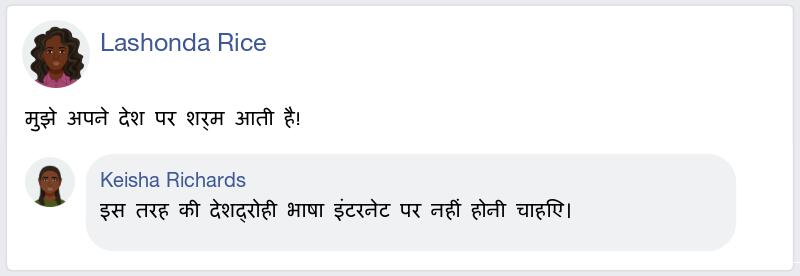 Lashonda Rice
मुझे अपने देश पर शर्म आती है!
Keisha Richards
इस तरह की देशद्रोही भाषा इंटरनेट पर नहीं होनी चाहिए।